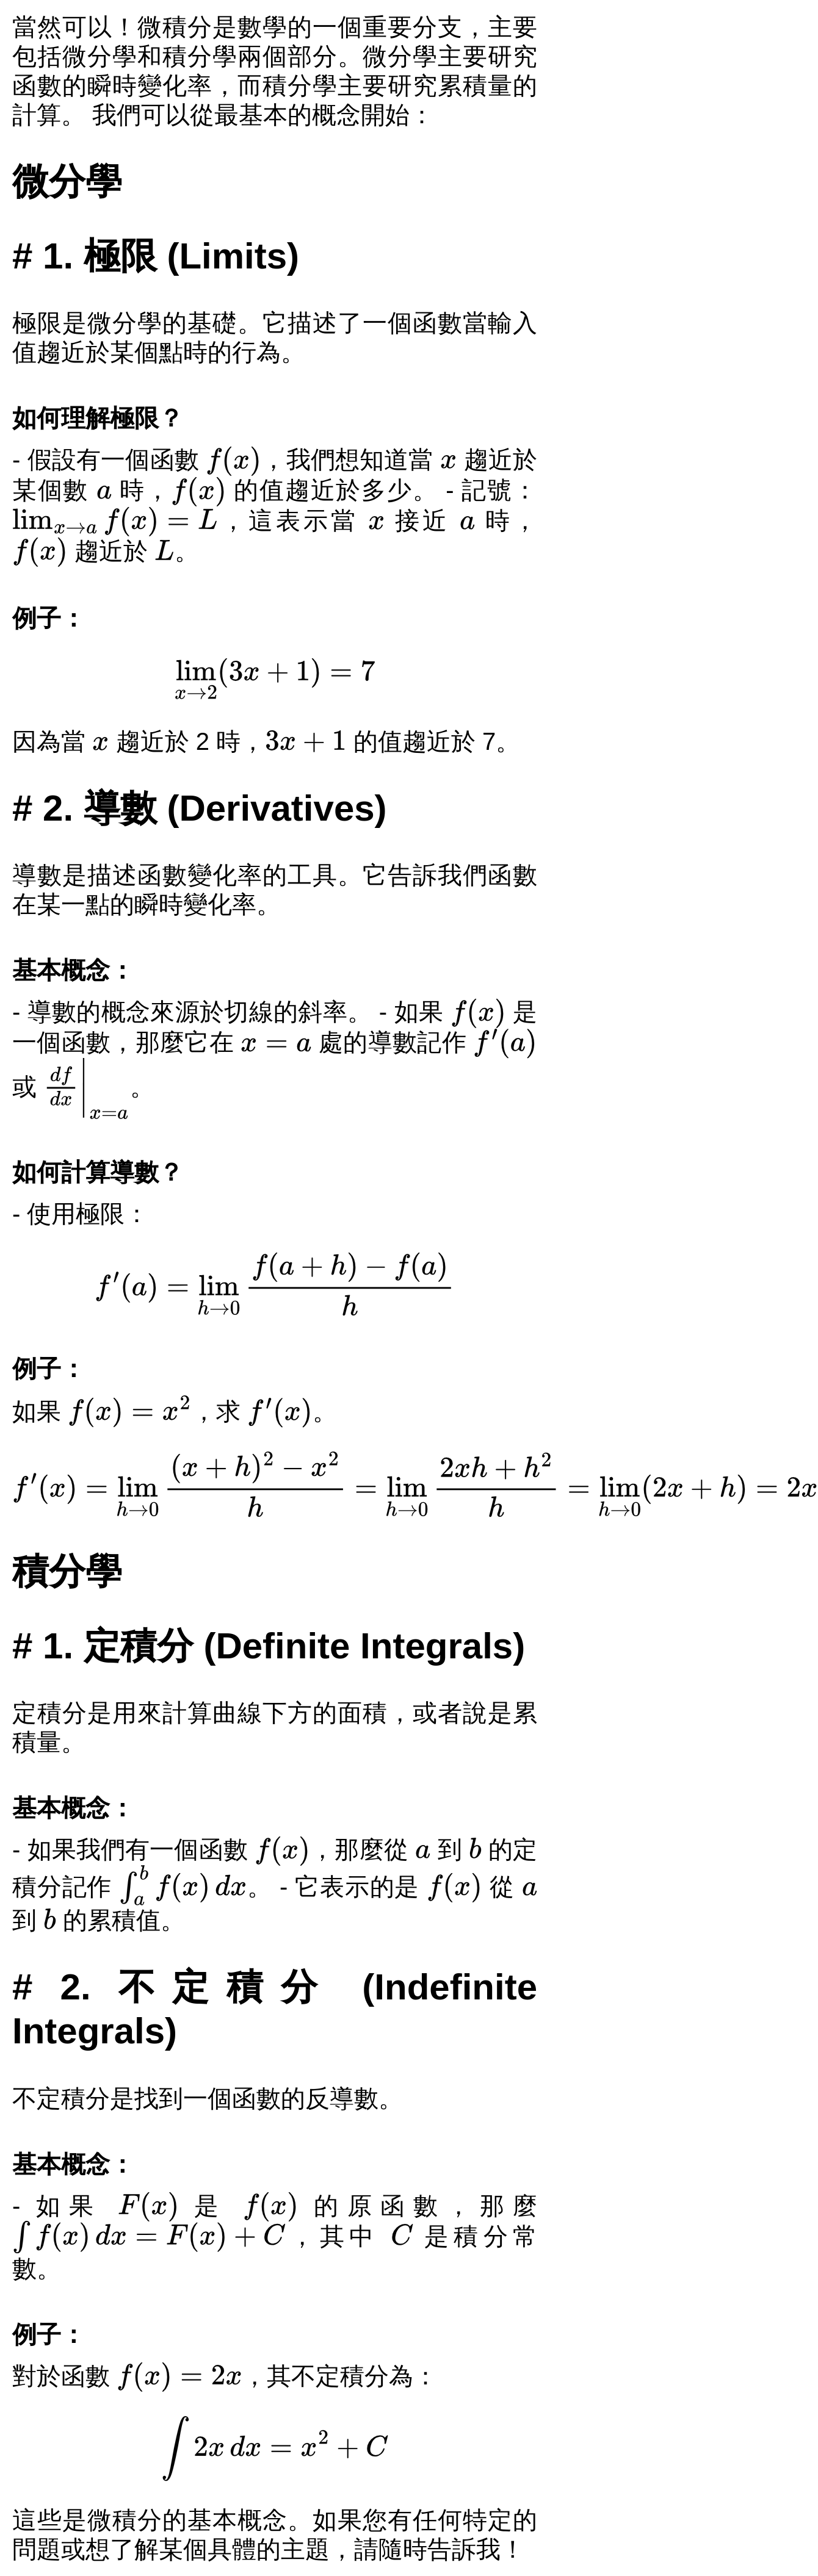 當然可以！微積分是數學的一個重要分支，主要
包括微分學和積分學兩個部分。微分學主要研究
函數的瞬時變化率，而積分學主要研究累積量的
計算。 我們可以從最基本的概念開始：
微分學
# 1. 極限 (Limits)
極限是微分學的基礎。它描述了一個函數當輸入
值趨近於某個點時的行為。
如何理解極限？
- 假設有一個函數 f(x)，我們想知道當 x 趨近於
某個數 a 時，f(x) 的值趨近於多少。 - 記號：
lim_{x→a} f(x) = L，這表示當 x 接近 a 時，
f(x) 趨近於 L。
例子：
lim_{x→2} (3x + 1) = 7
因為當 x 趨近於 2 時，3x + 1 的值趨近於 7。
# 2. 導數 (Derivatives)
導數是描述函數變化率的工具。它告訴我們函數
在某一點的瞬時變化率。
基本概念：
- 導數的概念來源於切線的斜率。 - 如果 f(x) 是
一個函數，那麼它在 x = a 處的導數記作 f′(a)
或 df/dx|_{x=a}。
如何計算導數？
- 使用極限：
f′(a) = lim_{h→0} (f(a + h) − f(a))/h
例子：
如果 f(x) = x²，求 f′(x)。
f′(x) = lim_{h→0} ((x + h)² − x²)/h = lim_{h→0} (2xh + h²)/h = lim_{h→0} (2x + h) = 2x
積分學
# 1. 定積分 (Definite Integrals)
定積分是用來計算曲線下方的面積，或者說是累
積量。
基本概念：
- 如果我們有一個函數 f(x)，那麼從 a 到 b 的定
積分記作 ∫_a^b f(x) dx。 - 它表示的是 f(x) 從 a
到 b 的累積值。
# 2. 不定積分 (Indefinite
Integrals)
不定積分是找到一個函數的反導數。
基本概念：
- 如果 F(x) 是 f(x) 的原函數，那麼
∫ f(x) dx = F(x) + C，其中 C 是積分常
數。
例子：
對於函數 f(x) = 2x，其不定積分為：
∫ 2x dx = x² + C
這些是微積分的基本概念。如果您有任何特定的
問題或想了解某個具體的主題，請隨時告訴我！